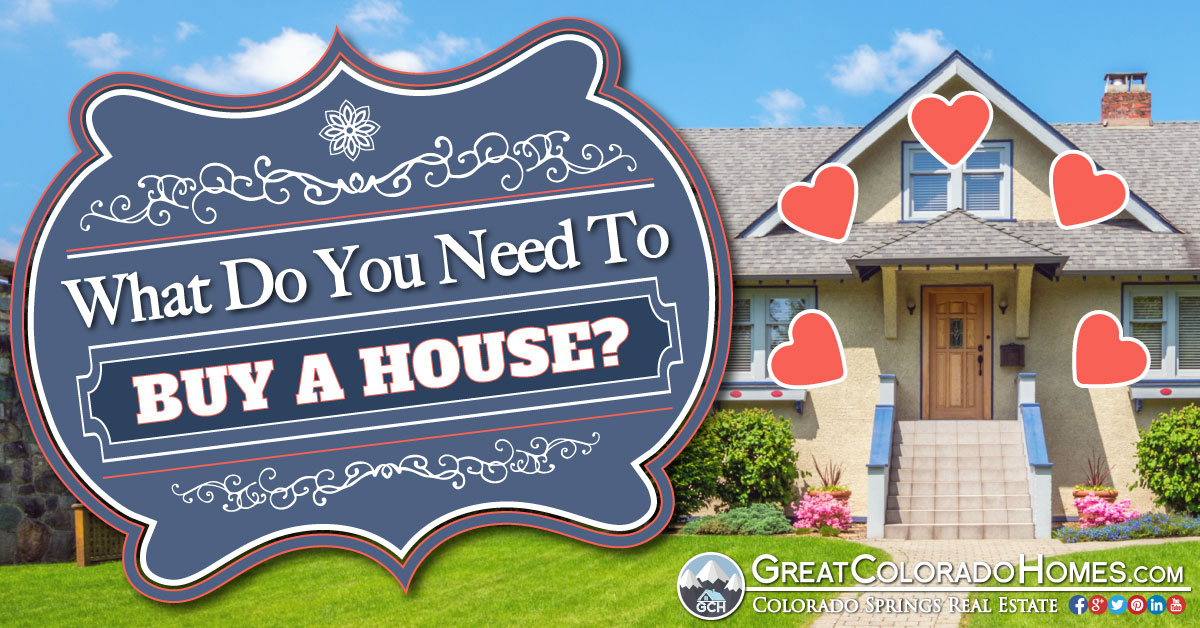 What Do You Need To
BUY A HOUSE?
GCH
GREATCOLORADOHOMES.COM
COLORADO SPRINGS REAL ESTATE